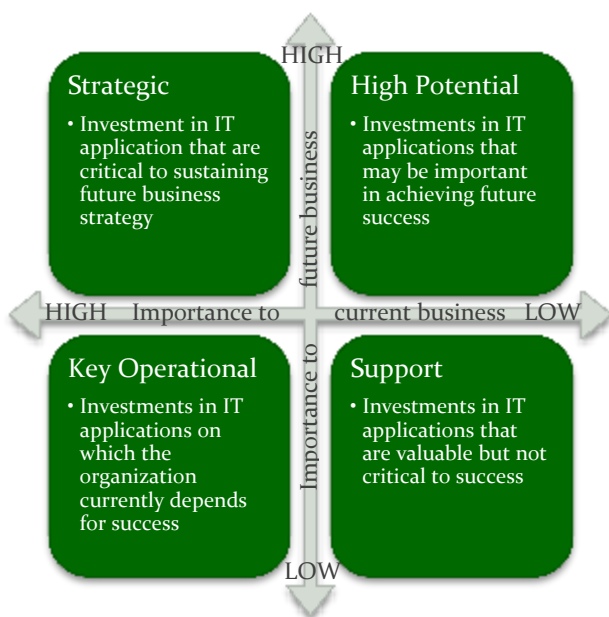 HIGH
Strategic
• Investment in IT
application that are
critical to sustaining
future business
strategy
High Potential
• Investments in IT
applications that
may be important
in achieving future
success
HIGH Importance to current business LOW
Importance to future business
Key Operational
• Investments in IT
applications on
which the
organization
currently depends
for success
Support
• Investments in IT
applications that
are valuable but not
critical to success
LOW